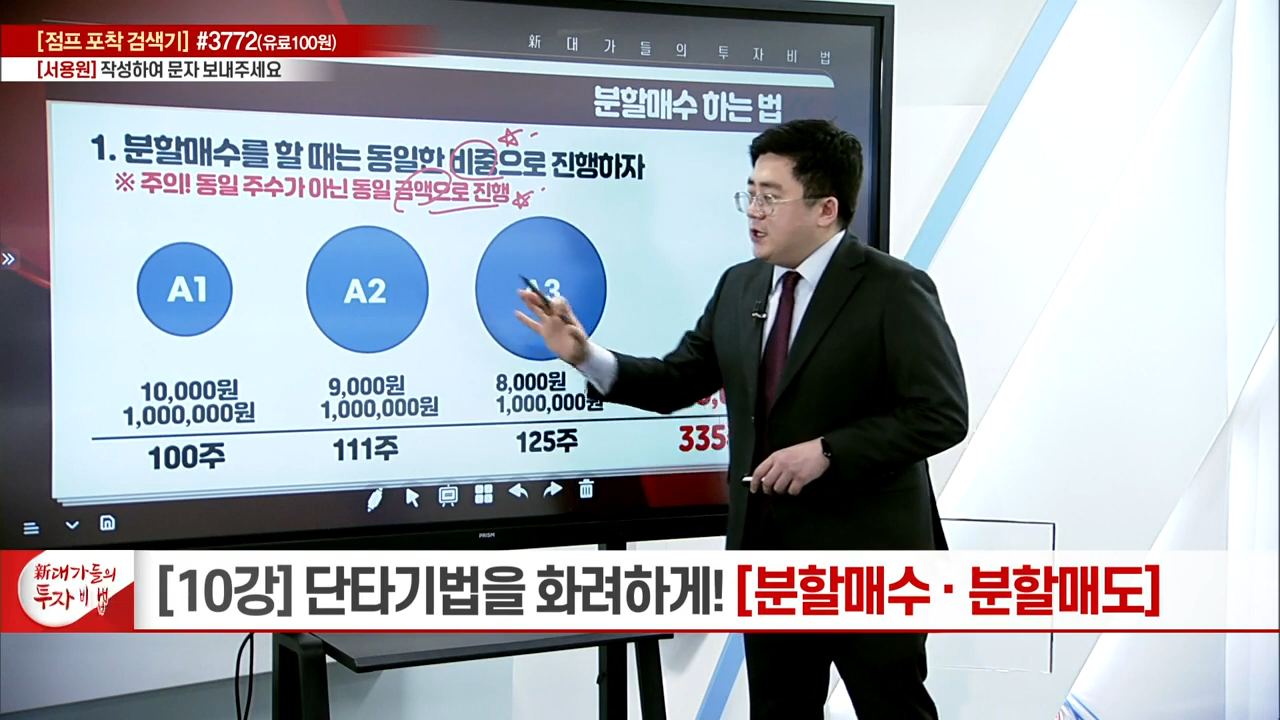 [점프 포착 검색기] #3772(유료100원)
[서용원] 작성하여 문자 보내주세요
新 대 가 들 의 투 자 비 법
분할매수 하는 법
1. 분할매수를 할 때는 동일한 비중으로 진행하자
※ 주의! 동일 주수가 아닌 동일 금액으로 진행
A1 A2 A3
10,000원 9,000원 8,000원
1,000,000원 1,000,000원 1,000,000원
100주 111주 125주 335
PRISM
新대가들의
투자 비법
[10강] 단타기법을 화려하게! [분할매수 · 분할매도]